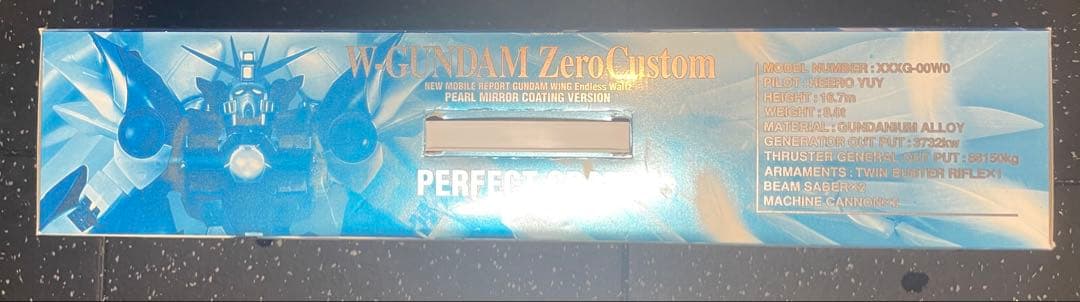 W-GUNDAM ZeroCustom
NEW MOBILE REPORT GUNDAM WING Endless Waltz
PEARL MIRROR COATING VERSION
PERFECT
MODEL NUMBER : XXXG-00W0
PILOT : HEERO YUY
HEIGHT : 16.7m
WEIGHT : 8.0t
MATERIAL : GUNDANIUM ALLOY
GENERATOR OUT PUT : 3732kw
THRUSTER GENERAL OUT PUT : 88150kg
ARMAMENTS : TWIN BUSTER RIFLE×1
BEAM SABER×2
MACHINE CANNON×2